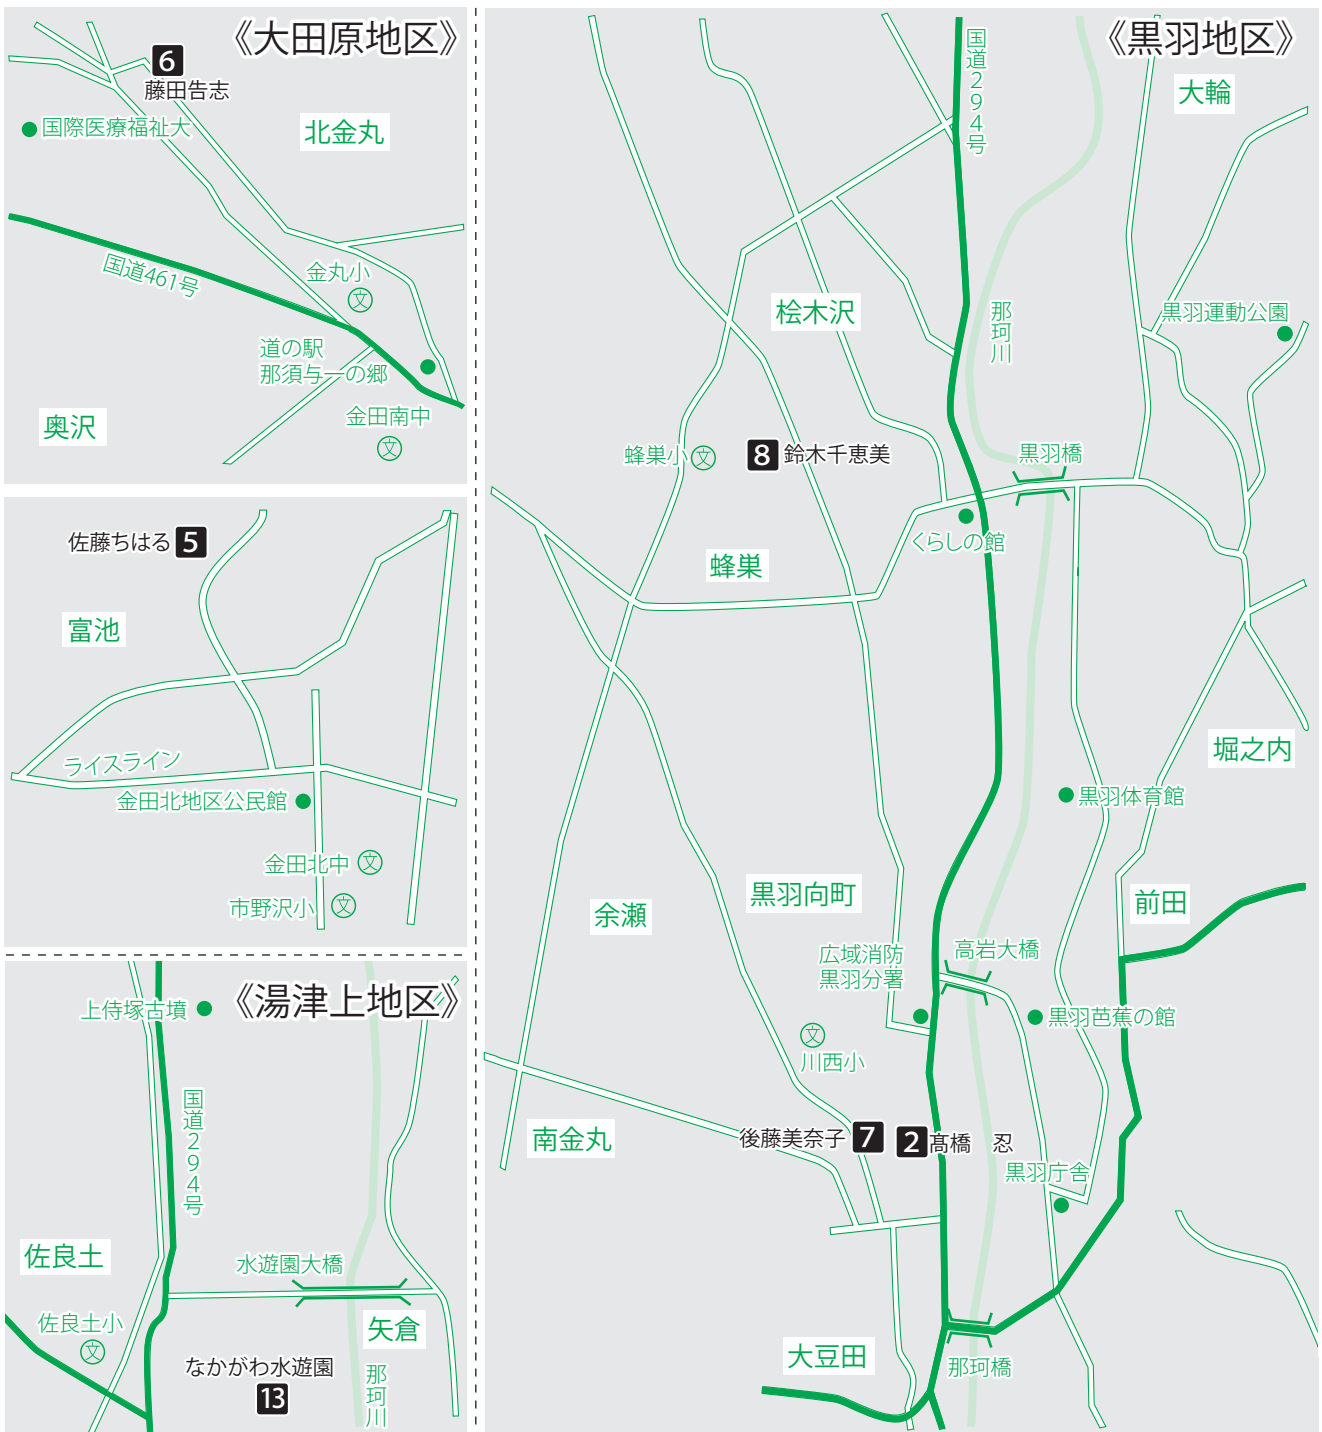 《大田原地区》
6
藤田告志
国際医療福祉大
北金丸
国道461号
金丸小
文
道の駅
那須与一の郷
金田南中
文
奥沢
佐藤ちはる 5
富池
ライスライン
金田北地区公民館
金田北中 文
市野沢小 文
《湯津上地区》
上侍塚古墳
国道294号
佐良土
水遊園大橋
佐良土小
文
矢倉
那珂川
なかがわ水遊園
13
《黒羽地区》
国道294号
大輪
那珂川
桧木沢
黒羽運動公園
蜂巣小 文
8 鈴木千恵美
黒羽橋
くらしの館
蜂巣
堀之内
黒羽体育館
黒羽向町
余瀬
前田
広域消防
黒羽分署
高岩大橋
黒羽芭蕉の館
文
川西小
南金丸
後藤美奈子 7
2 髙橋　忍
黒羽庁舎
大豆田
那珂橋